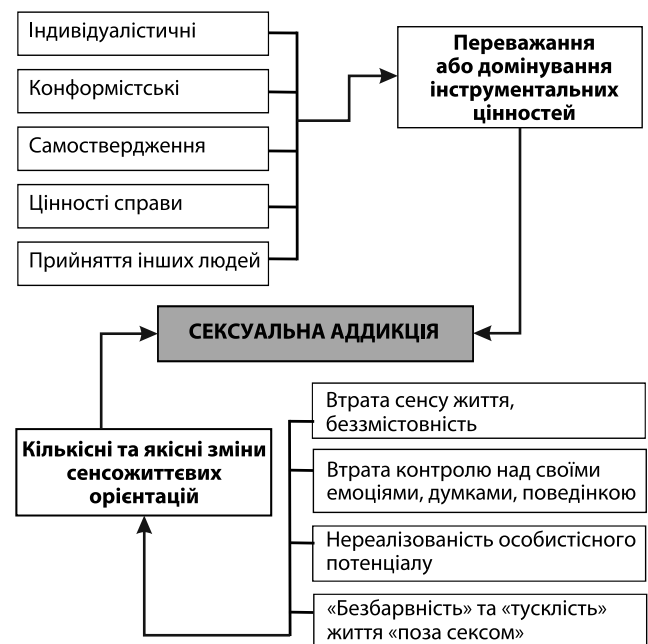 Індивідуалістичні
Конформістські
Самоствердження
Цінності справи
Прийняття інших людей
Переважання
або домінування
інструментальних
цінностей
СЕКСУАЛЬНА АДДИКЦІЯ
Кількісні та якісні зміни
сенсожиттєвих
орієнтацій
Втрата сенсу життя,
беззмістовність
Втрата контролю над своїми
емоціями, думками, поведінкою
Нереалізованість особистісного
потенціалу
«Безбарвність» та «тусклість»
життя «поза сексом»